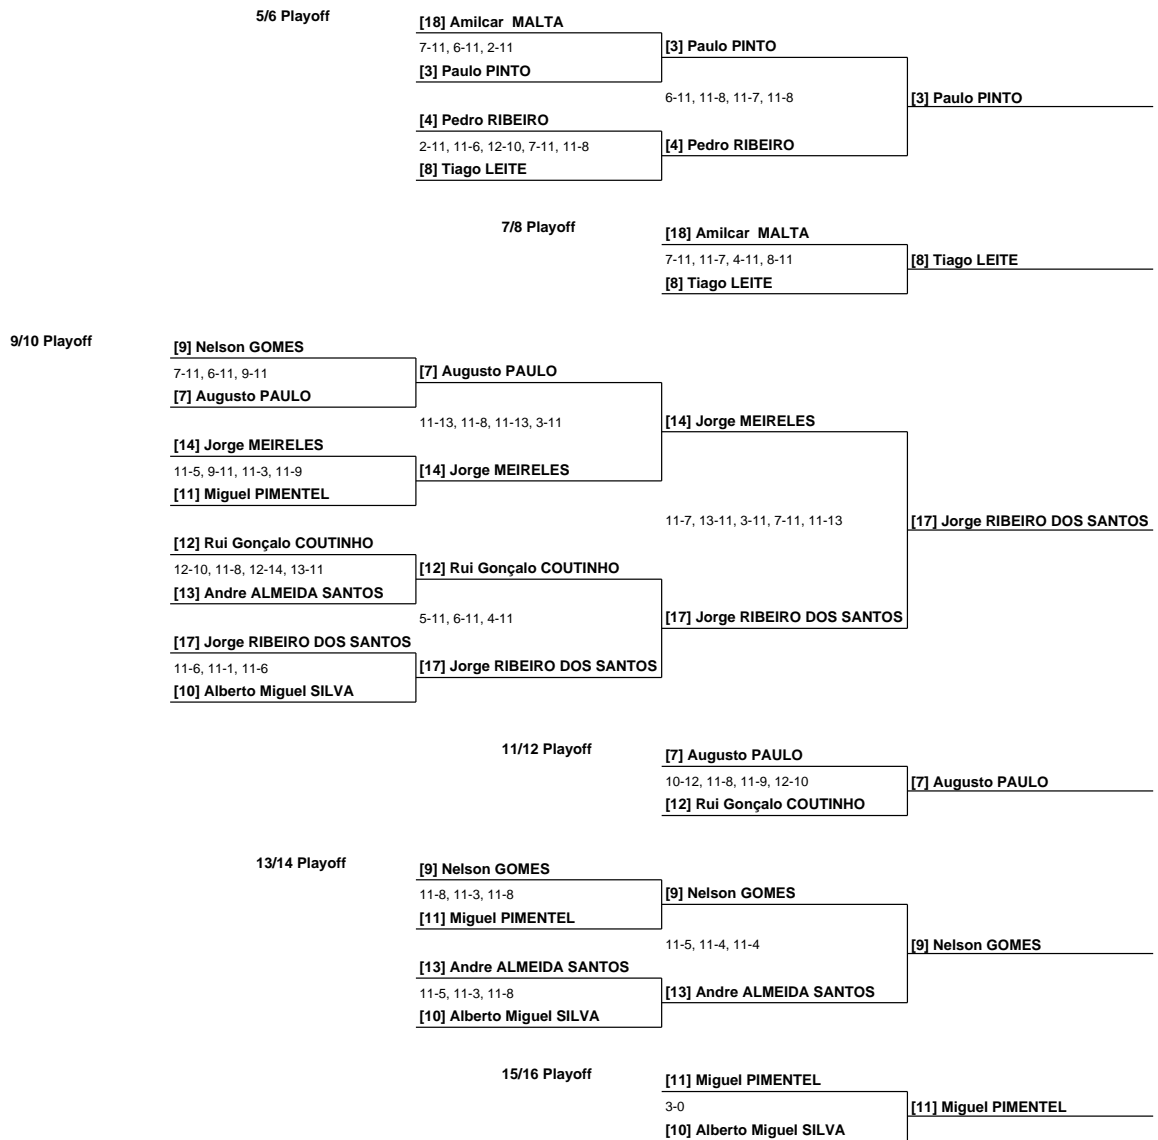 5/6 Playoff
[18] Amilcar  MALTA
7-11, 6-11, 2-11
[3] Paulo PINTO
[3] Paulo PINTO
6-11, 11-8, 11-7, 11-8
[3] Paulo PINTO
[4] Pedro RIBEIRO
2-11, 11-6, 12-10, 7-11, 11-8
[4] Pedro RIBEIRO
[8] Tiago LEITE
7/8 Playoff
[18] Amilcar  MALTA
7-11, 11-7, 4-11, 8-11
[8] Tiago LEITE
[8] Tiago LEITE
9/10 Playoff
[9] Nelson GOMES
7-11, 6-11, 9-11
[7] Augusto PAULO
[7] Augusto PAULO
11-13, 11-8, 11-13, 3-11
[14] Jorge MEIRELES
[14] Jorge MEIRELES
11-5, 9-11, 11-3, 11-9
[14] Jorge MEIRELES
[11] Miguel PIMENTEL
11-7, 13-11, 3-11, 7-11, 11-13
[17] Jorge RIBEIRO DOS SANTOS
[12] Rui Gonçalo COUTINHO
12-10, 11-8, 12-14, 13-11
[12] Rui Gonçalo COUTINHO
[13] Andre ALMEIDA SANTOS
5-11, 6-11, 4-11
[17] Jorge RIBEIRO DOS SANTOS
[17] Jorge RIBEIRO DOS SANTOS
11-6, 11-1, 11-6
[17] Jorge RIBEIRO DOS SANTOS
[10] Alberto Miguel SILVA
11/12 Playoff
[7] Augusto PAULO
10-12, 11-8, 11-9, 12-10
[7] Augusto PAULO
[12] Rui Gonçalo COUTINHO
13/14 Playoff
[9] Nelson GOMES
11-8, 11-3, 11-8
[9] Nelson GOMES
[11] Miguel PIMENTEL
11-5, 11-4, 11-4
[9] Nelson GOMES
[13] Andre ALMEIDA SANTOS
11-5, 11-3, 11-8
[13] Andre ALMEIDA SANTOS
[10] Alberto Miguel SILVA
15/16 Playoff
[11] Miguel PIMENTEL
3-0
[11] Miguel PIMENTEL
[10] Alberto Miguel SILVA